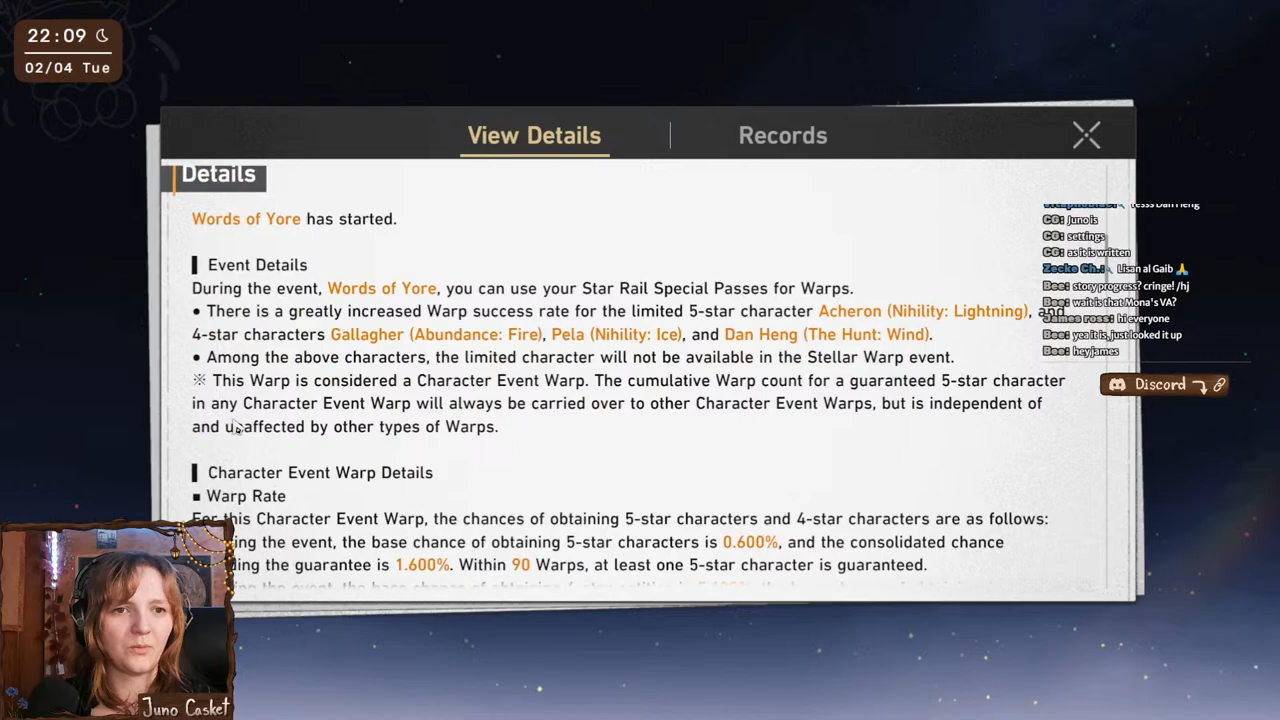 22:09
02/04 Tue
View Details
Records
Details
Words of Yore has started.
Event Details
During the event, Words of Yore, you can use your Star Rail Special Passes for Warps.
• There is a greatly increased Warp success rate for the limited 5-star character Acheron (Nihility: Lightning), and
4-star characters Gallagher (Abundance: Fire), Pela (Nihility: Ice), and Dan Heng (The Hunt: Wind).
• Among the above characters, the limited character will not be available in the Stellar Warp event.
※ This Warp is considered a Character Event Warp. The cumulative Warp count for a guaranteed 5-star character
in any Character Event Warp will always be carried over to other Character Event Warps, but is independent of
and unaffected by other types of Warps.
Character Event Warp Details
■ Warp Rate
For this Character Event Warp, the chances of obtaining 5-star characters and 4-star characters are as follows:
the event, the base chance of obtaining 5-star characters is 0.600%, and the consolidated chance
the guarantee is 1.600%. Within 90 Warps, at least one 5-star character is guaranteed.
Yesss Dan Heng
CG: Juno is
CG: settings
CG: as it is written
Zecke Ch.: Lisan al Gaib 🙏
Bee: story progress? cringe! /hj
Bee: wait is that Mona's VA?
James ross: hi everyone
Bee: yea it is, just looked it up
Bee: hey james
Discord
Juno Casket